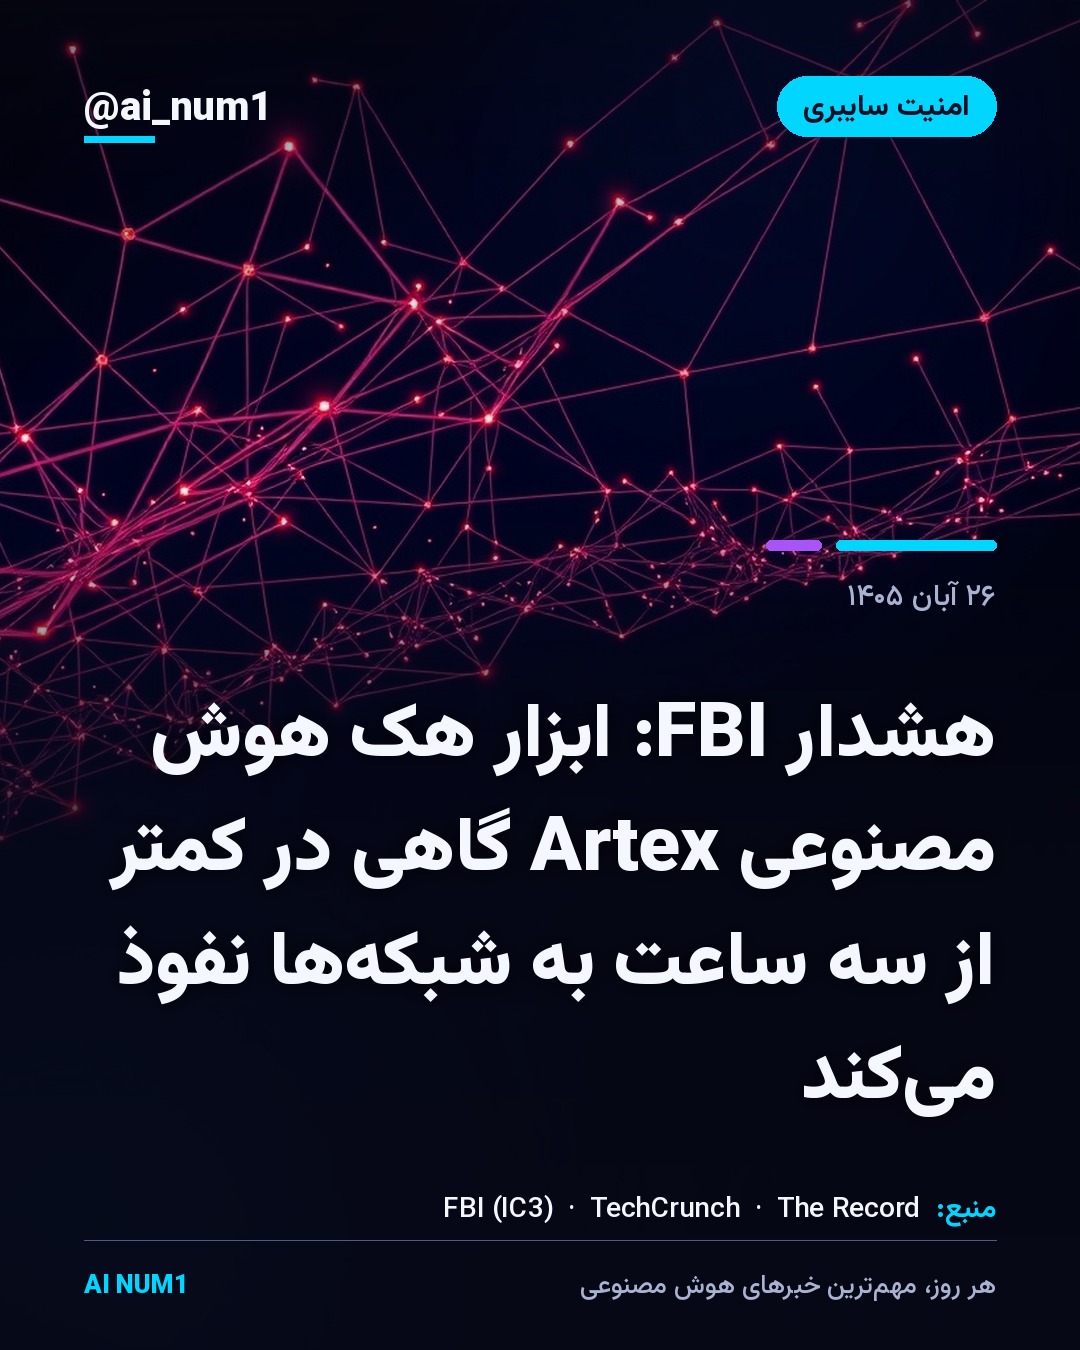 @ai_num1
امنیت سایبری
۲۶ آبان ۱۴۰۵
هشدار FBI: ابزار هک هوش
مصنوعی Artex گاهی در کمتر
از سه ساعت به شبکه‌ها نفوذ
می‌کند
منبع: The Record · TechCrunch · FBI (IC3)
هر روز، مهم‌ترین خبرهای هوش مصنوعی
AI NUM1